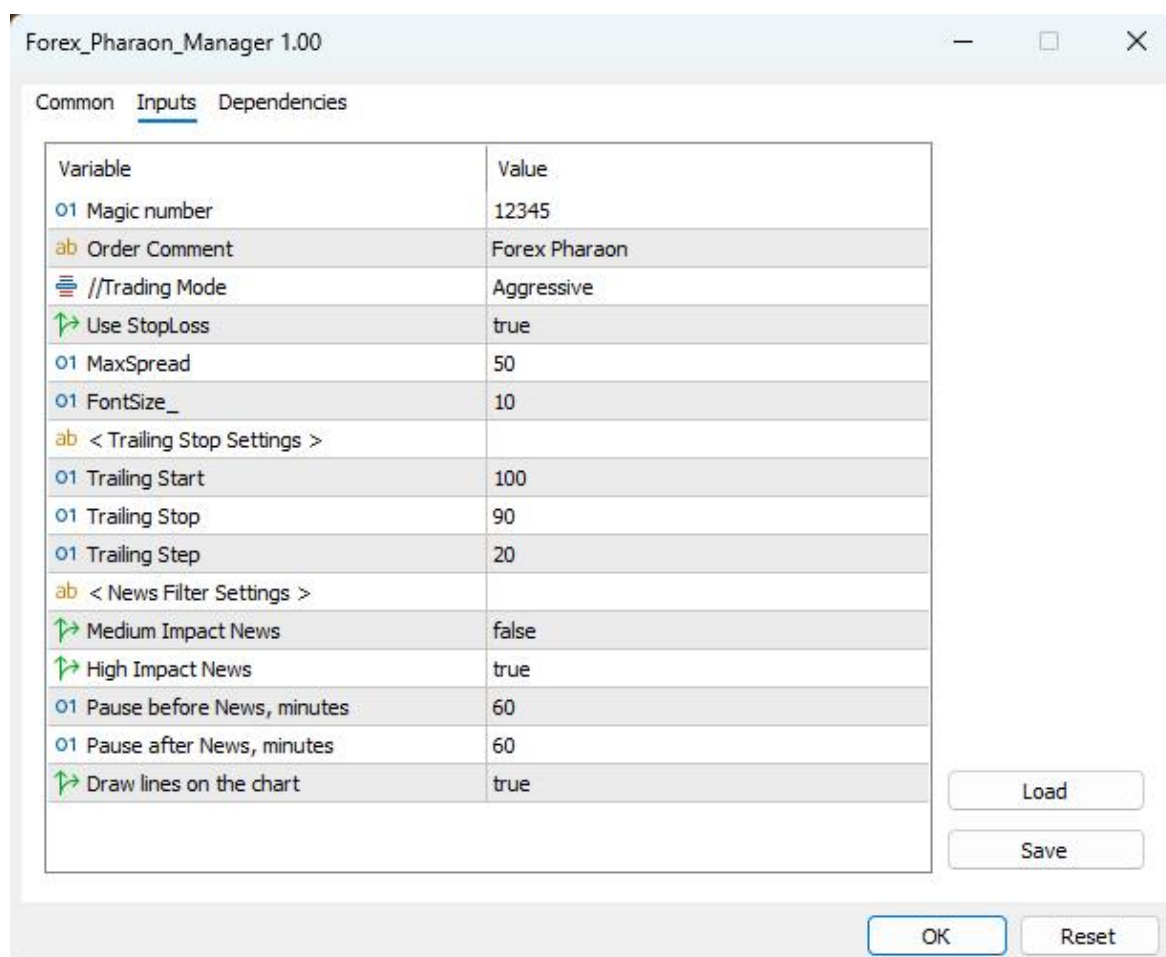 Forex_Pharaon_Manager 1.00
Common Inputs Dependencies
Variable Value
01 Magic number 12345
ab Order Comment Forex Pharaon
//Trading Mode Aggressive
Use StopLoss true
01 MaxSpread 50
01 FontSize_ 10
ab < Trailing Stop Settings >
01 Trailing Start 100
01 Trailing Stop 90
01 Trailing Step 20
ab < News Filter Settings >
Medium Impact News false
High Impact News true
01 Pause before News, minutes 60
01 Pause after News, minutes 60
Draw lines on the chart true
Load
Save
OK Reset